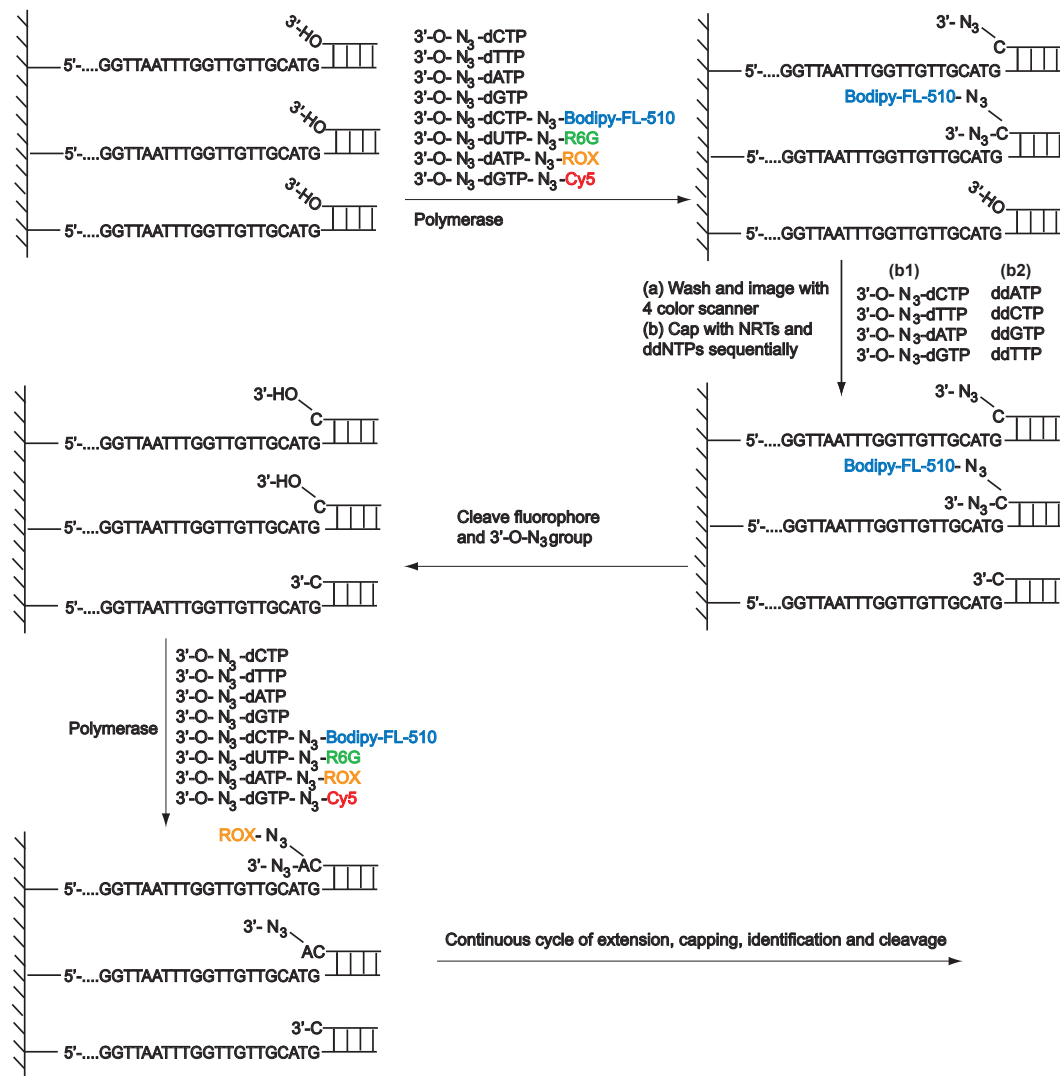 3'-HO
5'-....GGTTAATTTGGTTGTTGCATG
3'-HO
5'-....GGTTAATTTGGTTGTTGCATG
3'-HO
5'-....GGTTAATTTGGTTGTTGCATG
3'-O- N3-dCTP
3'-O- N3-dTTP
3'-O- N3-dATP
3'-O- N3-dGTP
3'-O- N3-dCTP- N3-Bodipy-FL-510
3'-O- N3-dUTP- N3-R6G
3'-O- N3-dATP- N3-ROX
3'-O- N3-dGTP- N3-Cy5
Polymerase
3'- N3
C
5'-....GGTTAATTTGGTTGTTGCATG
Bodipy-FL-510- N3
3'- N3-C
5'-....GGTTAATTTGGTTGTTGCATG
3'-HO
5'-....GGTTAATTTGGTTGTTGCATG
(a) Wash and image with
4 color scanner
(b) Cap with NRTs and
ddNTPs sequentially
(b1)
3'-O- N3-dCTP
3'-O- N3-dTTP
3'-O- N3-dATP
3'-O- N3-dGTP
(b2)
ddATP
ddCTP
ddGTP
ddTTP
3'- N3
C
5'-....GGTTAATTTGGTTGTTGCATG
Bodipy-FL-510- N3
3'- N3-C
5'-....GGTTAATTTGGTTGTTGCATG
3'-C
5'-....GGTTAATTTGGTTGTTGCATG
Cleave fluorophore
and 3'-O-N3group
3'-HO
C
5'-....GGTTAATTTGGTTGTTGCATG
3'-HO
C
5'-....GGTTAATTTGGTTGTTGCATG
3'-C
5'-....GGTTAATTTGGTTGTTGCATG
Polymerase
3'-O- N3-dCTP
3'-O- N3-dTTP
3'-O- N3-dATP
3'-O- N3-dGTP
3'-O- N3-dCTP- N3-Bodipy-FL-510
3'-O- N3-dUTP- N3-R6G
3'-O- N3-dATP- N3-ROX
3'-O- N3-dGTP- N3-Cy5
ROX- N3
3'- N3-AC
5'-....GGTTAATTTGGTTGTTGCATG
3'- N3
AC
5'-....GGTTAATTTGGTTGTTGCATG
3'-C
5'-....GGTTAATTTGGTTGTTGCATG
Continuous cycle of extension, capping, identification and cleavage